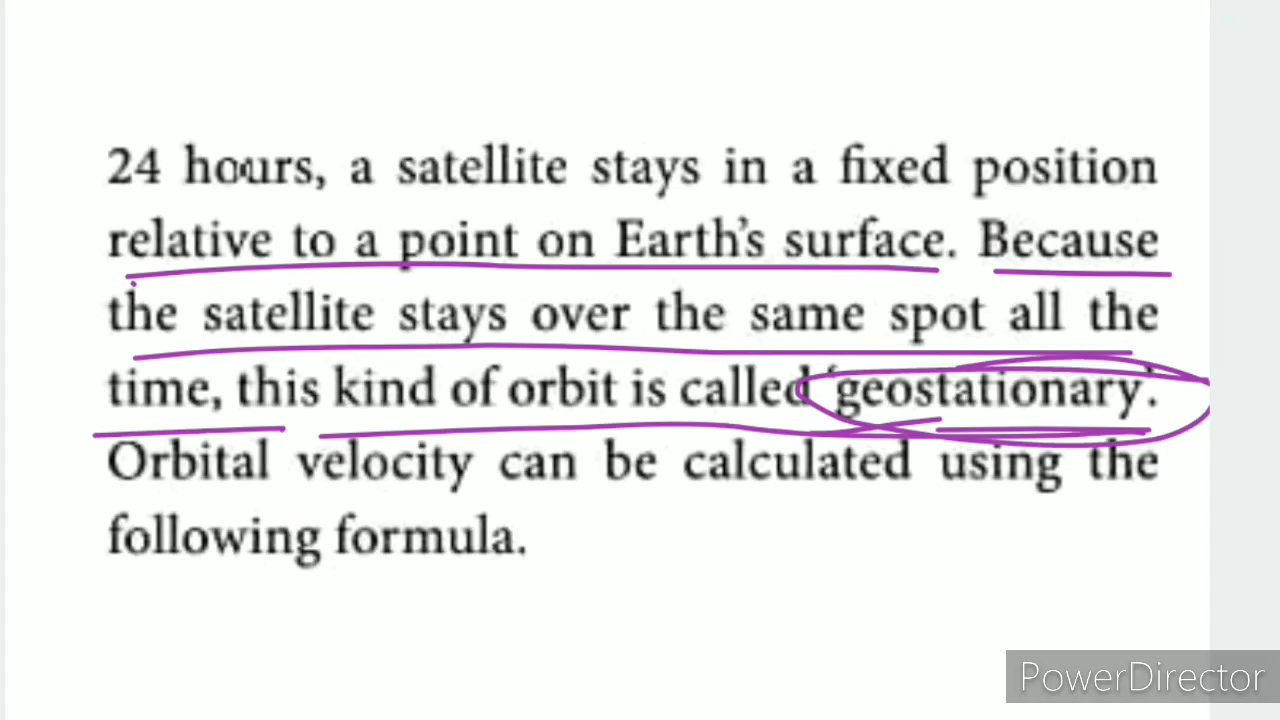 24 hours, a satellite stays in a fixed position
relative to a point on Earth’s surface. Because
the satellite stays over the same spot all the
time, this kind of orbit is called ‘geostationary’.
Orbital velocity can be calculated using the
following formula.
PowerDirector